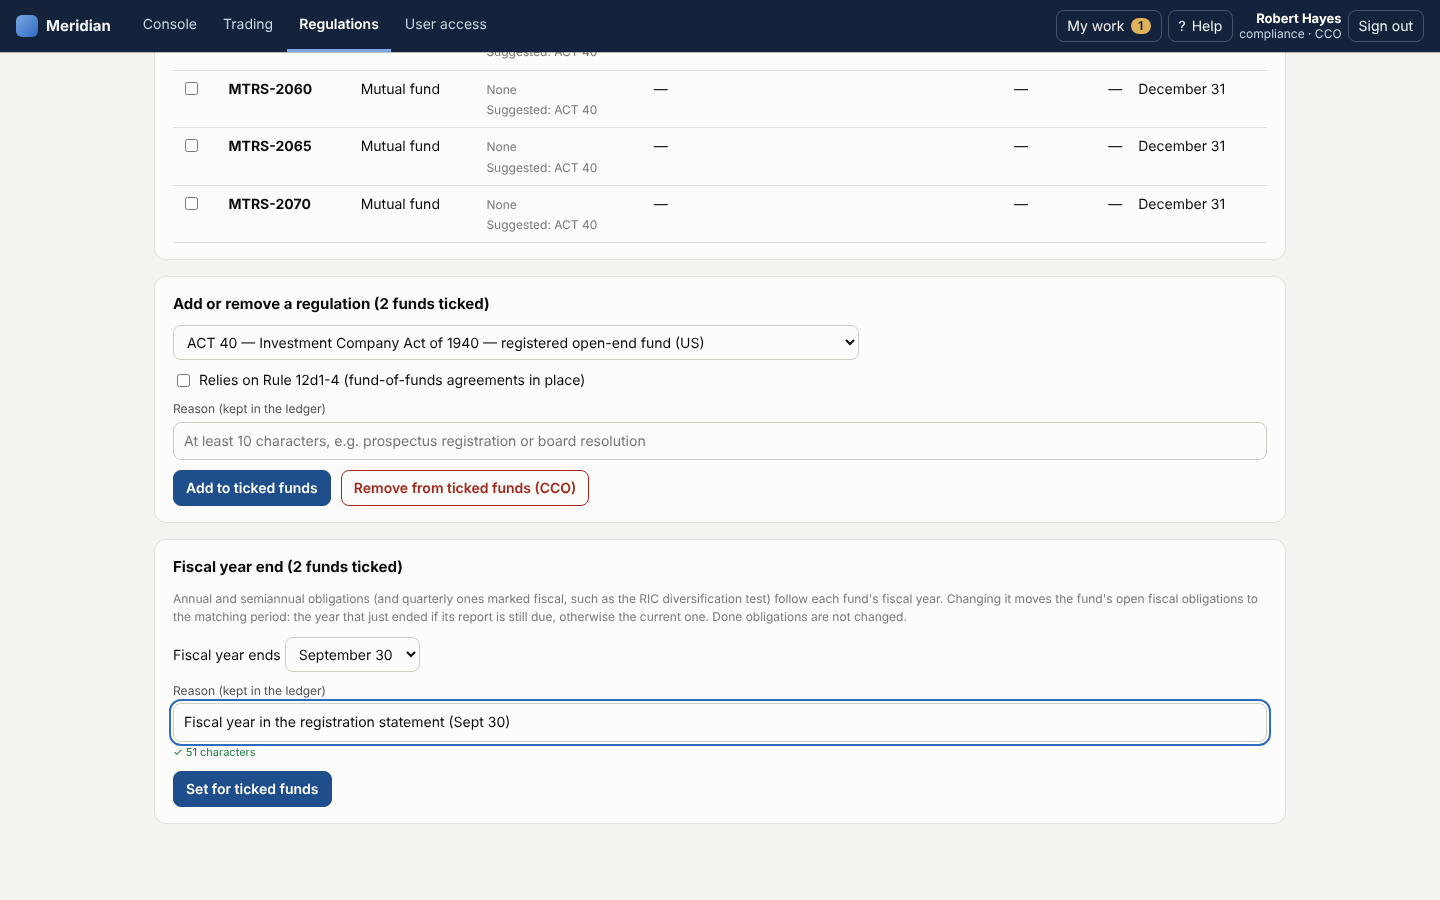 Meridian
Console
Trading
Regulations
User access
My work 1
? Help
Robert Hayes
compliance · CCO
Sign out
Suggested: ACT 40
MTRS-2060 Mutual fund None — — — December 31
Suggested: ACT 40
MTRS-2065 Mutual fund None — — — December 31
Suggested: ACT 40
MTRS-2070 Mutual fund None — — — December 31
Suggested: ACT 40
Add or remove a regulation (2 funds ticked)
ACT 40 — Investment Company Act of 1940 — registered open-end fund (US)
Relies on Rule 12d1-4 (fund-of-funds agreements in place)
Reason (kept in the ledger)
At least 10 characters, e.g. prospectus registration or board resolution
Add to ticked funds
Remove from ticked funds (CCO)
Fiscal year end (2 funds ticked)
Annual and semiannual obligations (and quarterly ones marked fiscal, such as the RIC diversification test) follow each fund's fiscal year. Changing it moves the fund's open fiscal obligations to
the matching period: the year that just ended if its report is still due, otherwise the current one. Done obligations are not changed.
Fiscal year ends September 30
Reason (kept in the ledger)
Fiscal year in the registration statement (Sept 30)
✓ 51 characters
Set for ticked funds